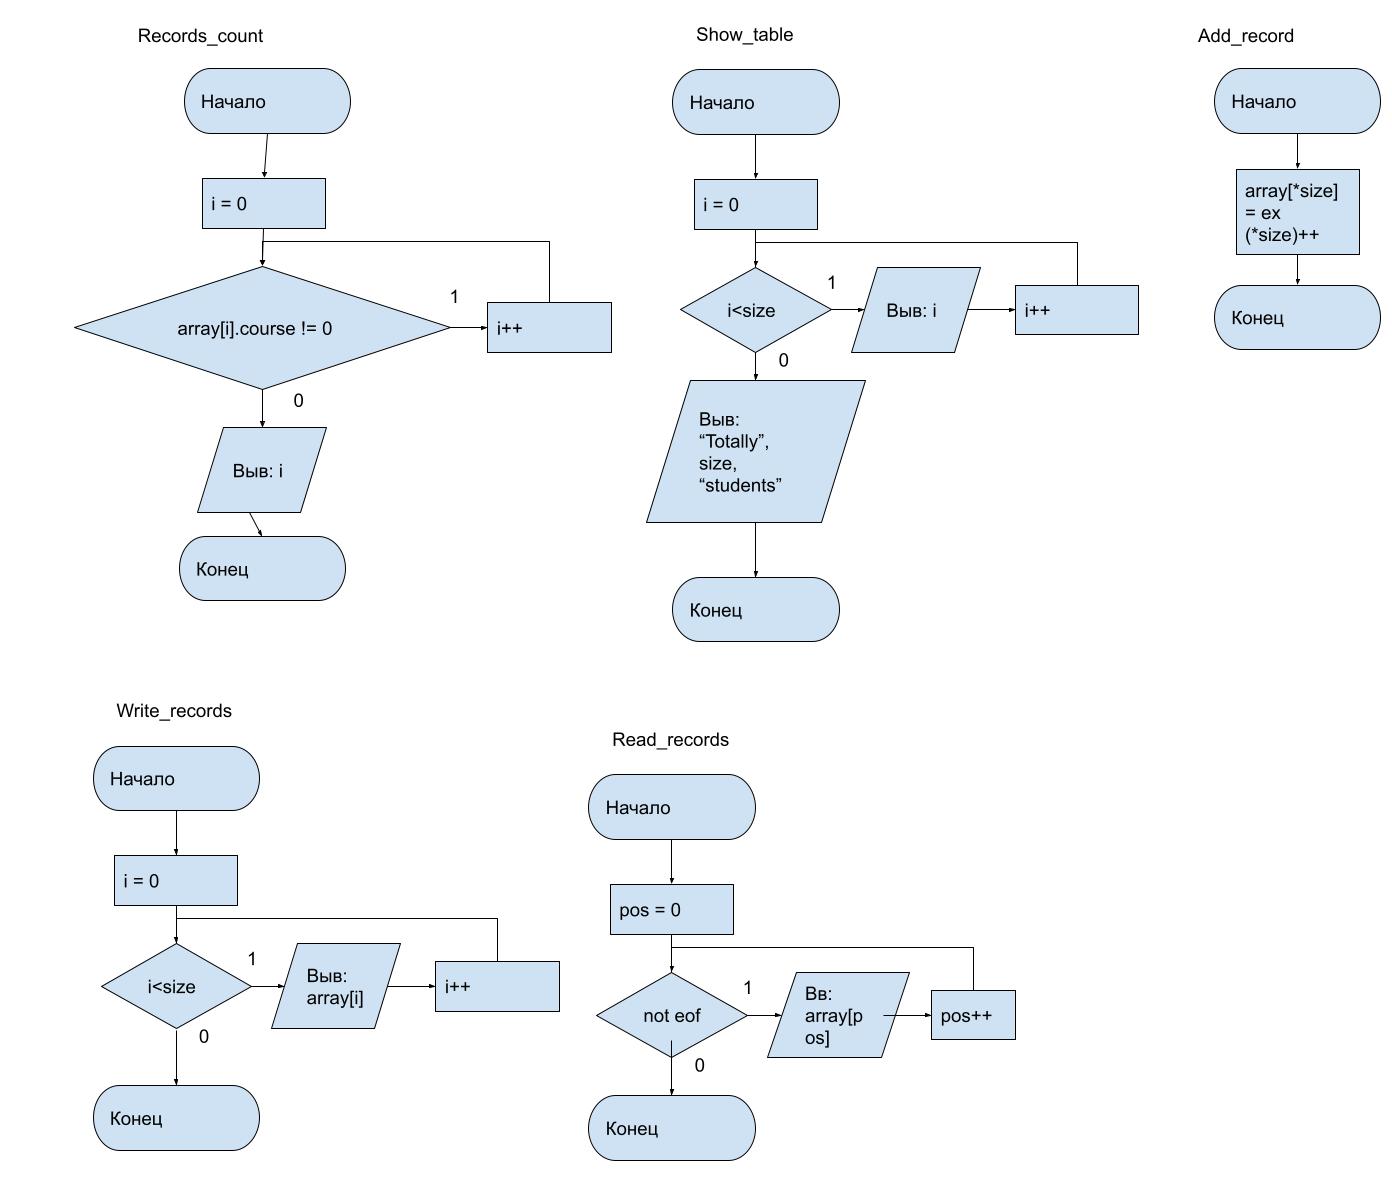 Records_count
Начало
i = 0
array[i].course != 0
1
i++
0
Выв: i
Конец
Show_table
Начало
i = 0
i<size
1
Выв: i
i++
0
Выв:
“Totally”,
size,
“students”
Конец
Add_record
Начало
array[*size]
= ex
(*size)++
Конец
Write_records
Начало
i = 0
i<size
1
Выв:
array[i]
i++
0
Конец
Read_records
Начало
pos = 0
not eof
1
Вв:
array[p
os]
pos++
0
Конец